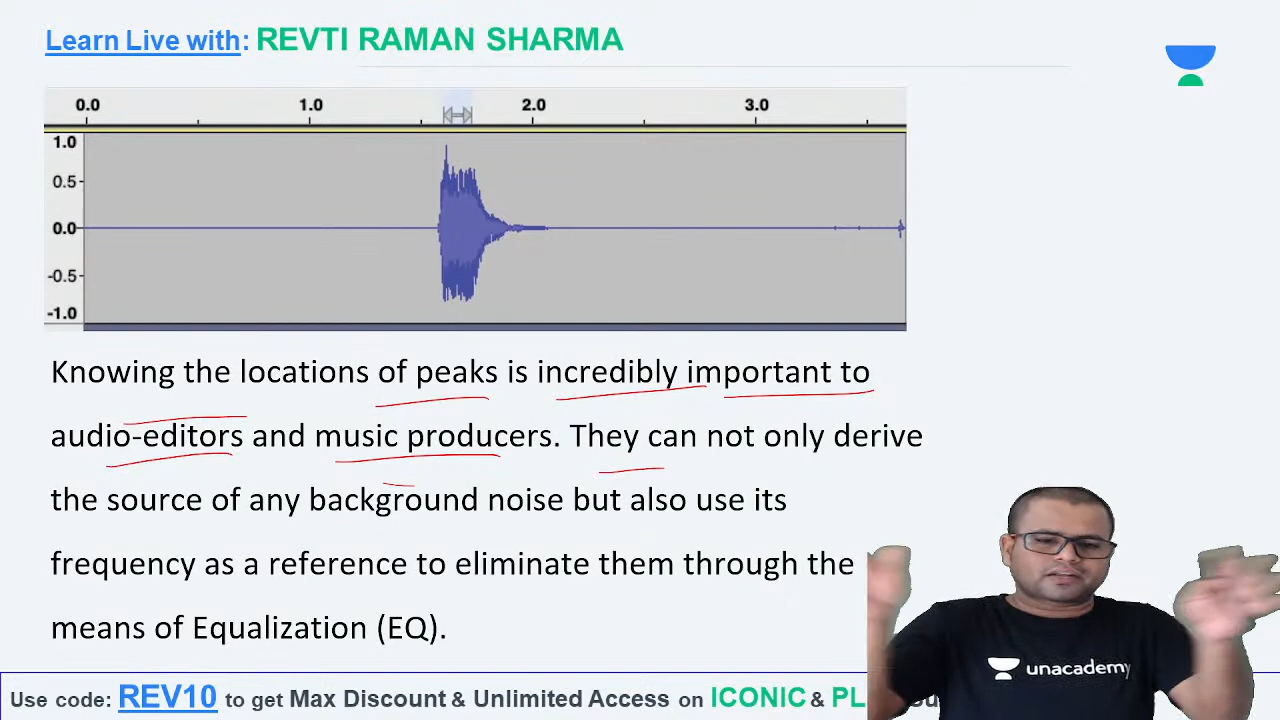 Learn Live with: REVTI RAMAN SHARMA
0.0 1.0 2.0 3.0
1.0
0.5
0.0
-0.5
-1.0
Knowing the locations of peaks is incredibly important to
audio-editors and music producers. They can not only derive
the source of any background noise but also use its
frequency as a reference to eliminate them through the
means of Equalization (EQ).
unacademy
Use code: REV10 to get Max Discount & Unlimited Access on ICONIC & PL